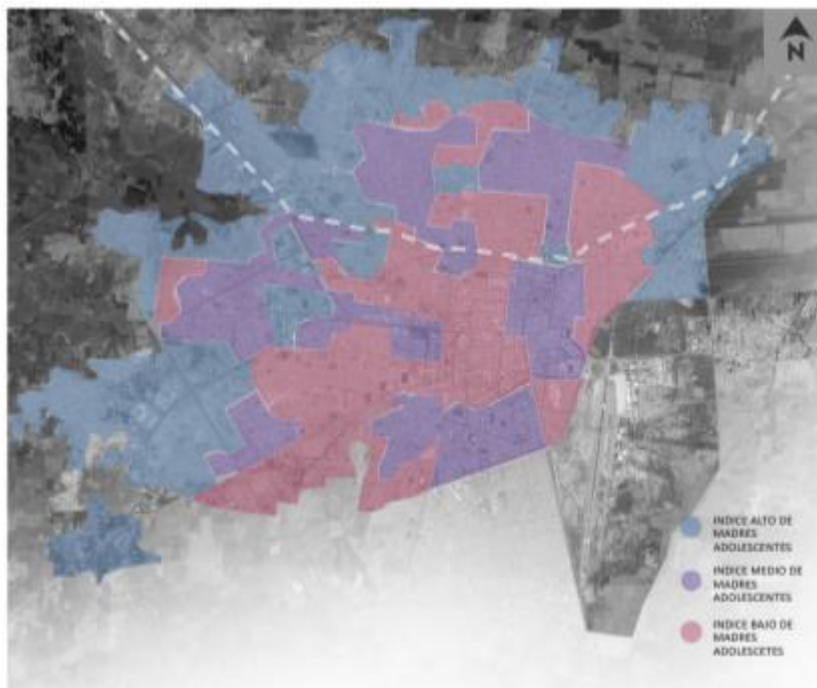 N
INDICE ALTO DE
MADRES
ADOLESCENTES
INDICE MEDIO DE
MADRES
ADOLESCENTES
INDICE BAJO DE
MADRES
ADOLESCETES